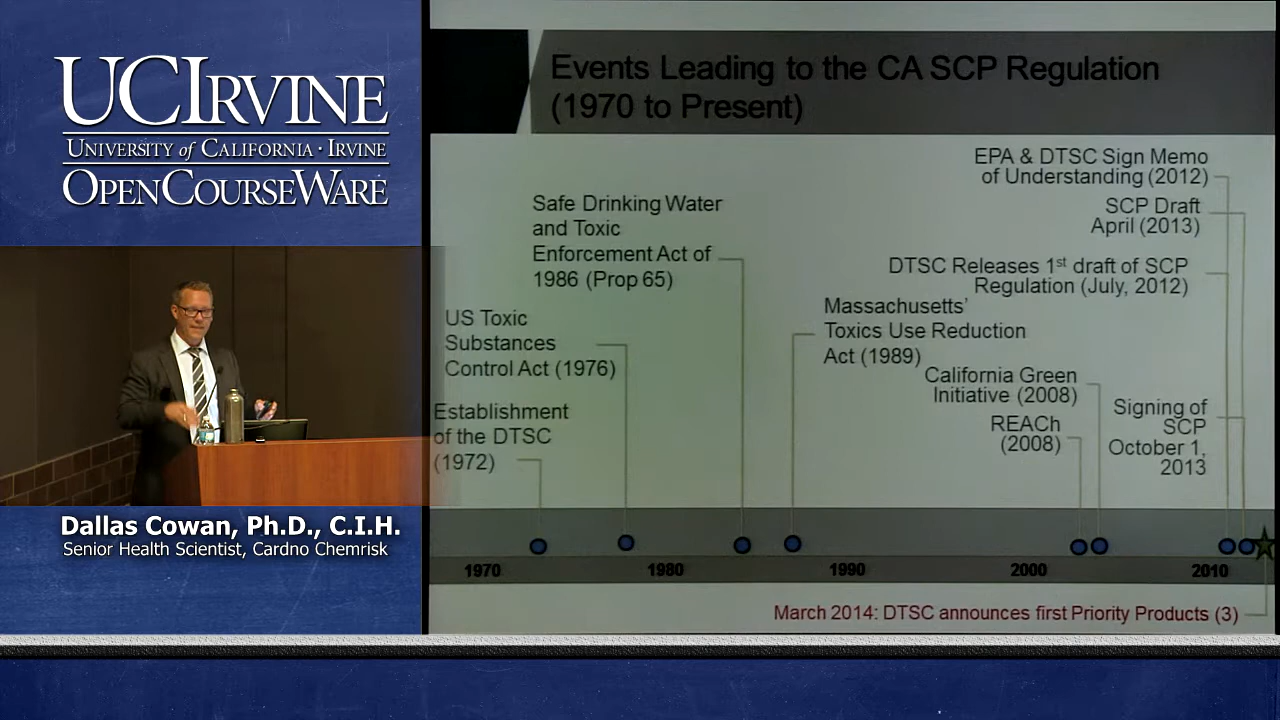 UCIRVINE
UNIVERSITY of CALIFORNIA · IRVINE
OPENCOURSEWARE
Dallas Cowan, Ph.D., C.I.H.
Senior Health Scientist, Cardno Chemrisk
Events Leading to the CA SCP Regulation
(1970 to Present)
EPA & DTSC Sign Memo
of Understanding (2012)
SCP Draft
April (2013)
Safe Drinking Water
and Toxic
Enforcement Act of
1986 (Prop 65)
DTSC Releases 1st draft of SCP
Regulation (July, 2012)
US Toxic
Substances
Control Act (1976)
Massachusetts'
Toxics Use Reduction
Act (1989)
California Green
Initiative (2008)
Establishment
of the DTSC
(1972)
REACh
(2008)
Signing of
SCP
October 1,
2013
1970 1980 1990 2000 2010
March 2014: DTSC announces first Priority Products (3)